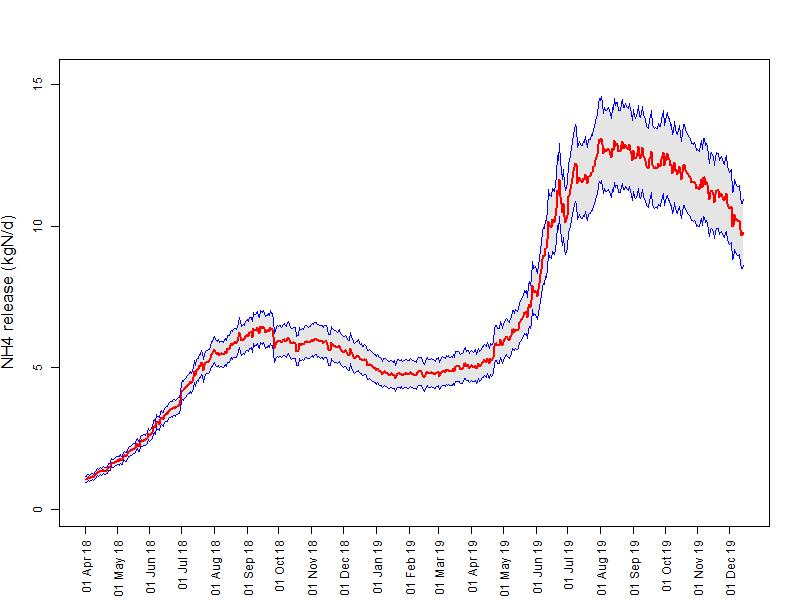 NH4 release (kgN/d)
15
10
5
0
01 Apr 18
01 May 18
01 Jun 18
01 Jul 18
01 Aug 18
01 Sep 18
01 Oct 18
01 Nov 18
01 Dec 18
01 Jan 19
01 Feb 19
01 Mar 19
01 Apr 19
01 May 19
01 Jun 19
01 Jul 19
01 Aug 19
01 Sep 19
01 Oct 19
01 Nov 19
01 Dec 19